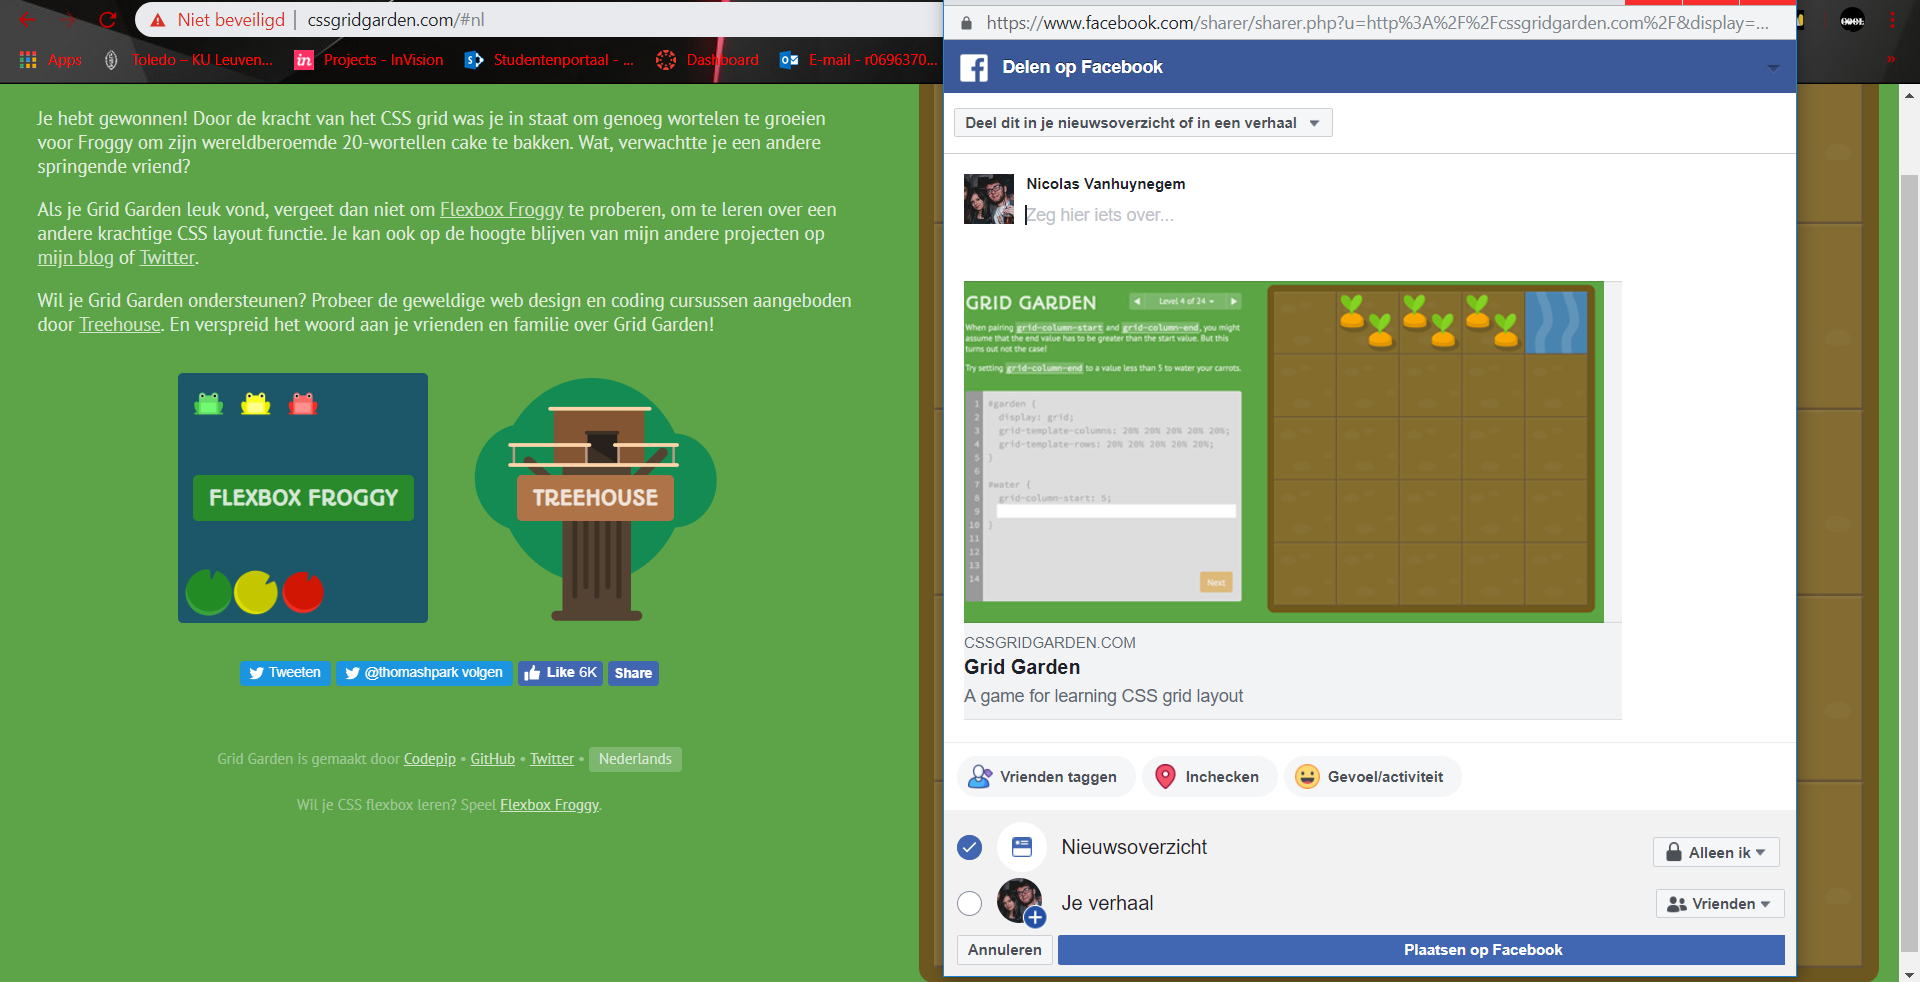 Niet beveiligd | cssgridgarden.com/#nl
Apps
Toledo – KU Leuven...
in
Projects - InVision
S
Studentenportaal - ...
Dashboard
E-mail - r0696370...
»
Je hebt gewonnen! Door de kracht van het CSS grid was je in staat om genoeg wortelen te groeien
voor Froggy om zijn wereldberoemde 20-wortellen cake te bakken. Wat, verwachtte je een andere
springende vriend?
Als je Grid Garden leuk vond, vergeet dan niet om Flexbox Froggy te proberen, om te leren over een
andere krachtige CSS layout functie. Je kan ook op de hoogte blijven van mijn andere projecten op
mijn blog of Twitter.
Wil je Grid Garden ondersteunen? Probeer de geweldige web design en coding cursussen aangeboden
door Treehouse. En verspreid het woord aan je vrienden en familie over Grid Garden!
FLEXBOX FROGGY
TREEHOUSE
Tweeten
@thomashpark volgen
Like 6K
Share
Grid Garden is gemaakt door Codepip • GitHub • Twitter • Nederlands
Wil je CSS flexbox leren? Speel Flexbox Froggy.
https://www.facebook.com/sharer/sharer.php?u=http%3A%2F%2Fcssgridgarden.com%2F&display=...
COOL
Delen op Facebook
Deel dit in je nieuwsoverzicht of in een verhaal
Nicolas Vanhuynegem
Zeg hier iets over...
GRID GARDEN
Level 4 of 24
When pairing grid-column-start and grid-column-end, you might
assume that the end value has to be greater than the start value. But this
turns out not the case!
Try setting grid-column-end to a value less than 5 to water your carrots.
1 #garden {
2 display: grid;
3 grid-template-columns: 20% 20% 20% 20% 20%;
4 grid-template-rows: 20% 20% 20% 20% 20%;
5 }
6
7 #water {
8 grid-column-start: 5;
9
10 }
11
12
13
14
Next
CSSGRIDGARDEN.COM
Grid Garden
A game for learning CSS grid layout
Vrienden taggen
Inchecken
Gevoel/activiteit
Nieuwsoverzicht
Alleen ik
Je verhaal
Vrienden
Annuleren
Plaatsen op Facebook